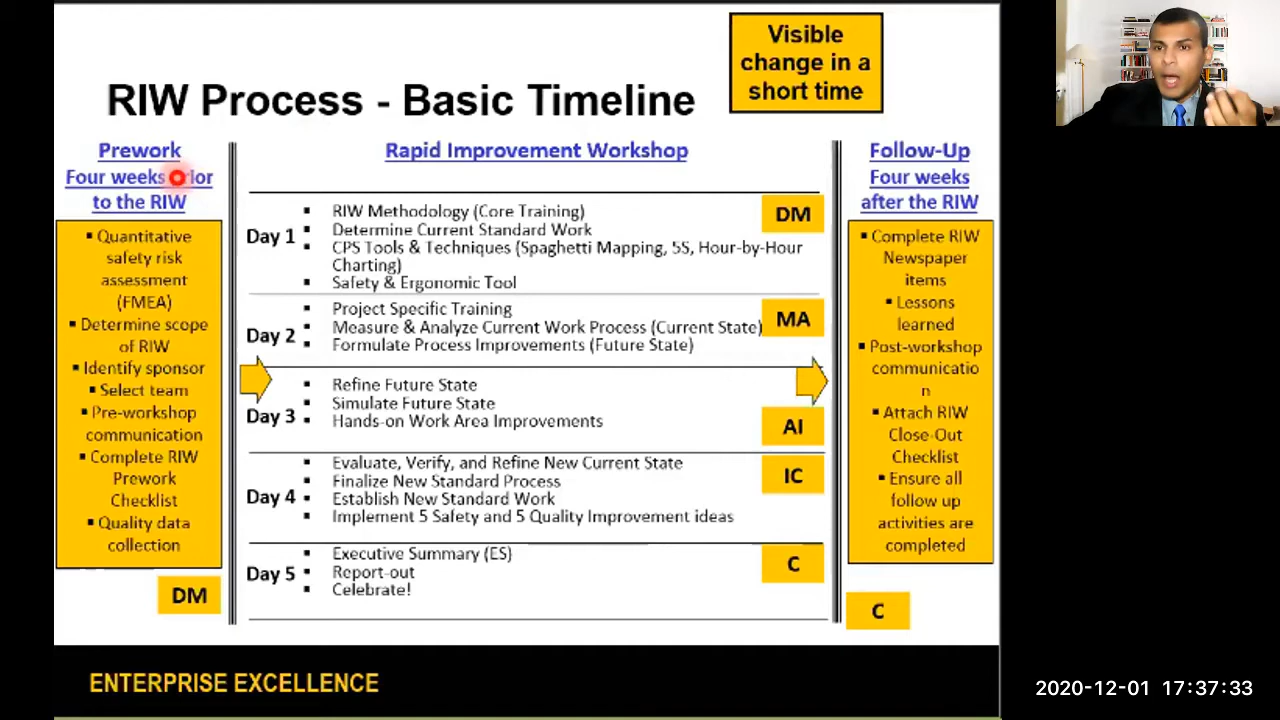 Visible
change in a
short time
RIW Process - Basic Timeline
Prework
Four weeks
to the RIW
▪ Quantitative
safety risk
assessment
(FMEA)
▪ Determine scope
of RIW
▪ Identify sponsor
▪ Select team
▪ Pre-workshop
communication
▪ Complete RIW
Prework
Checklist
▪ Quality data
collection
DM
Rapid Improvement Workshop
Day 1
▪ RIW Methodology (Core Training)
▪ Determine Current Standard Work
▪ CPS Tools & Techniques (Spaghetti Mapping, 5S, Hour-by-Hour
Charting)
▪ Safety & Ergonomic Tool
DM
Day 2
▪ Project Specific Training
▪ Measure & Analyze Current Work Process (Current State)
▪ Formulate Process Improvements (Future State)
MA
Day 3
▪ Refine Future State
▪ Simulate Future State
▪ Hands-on Work Area Improvements
AI
Day 4
▪ Evaluate, Verify, and Refine New Current State
▪ Finalize New Standard Process
▪ Establish New Standard Work
▪ Implement 5 Safety and 5 Quality Improvement ideas
IC
Day 5
▪ Executive Summary (ES)
▪ Report-out
▪ Celebrate!
C
Follow-Up
Four weeks
after the RIW
▪ Complete RIW
Newspaper
items
▪ Lessons
learned
▪ Post-workshop
communicatio
n
▪ Attach RIW
Close-Out
Checklist
▪ Ensure all
follow up
activities are
completed
C
ENTERPRISE EXCELLENCE
2020-12-01 17:37:33